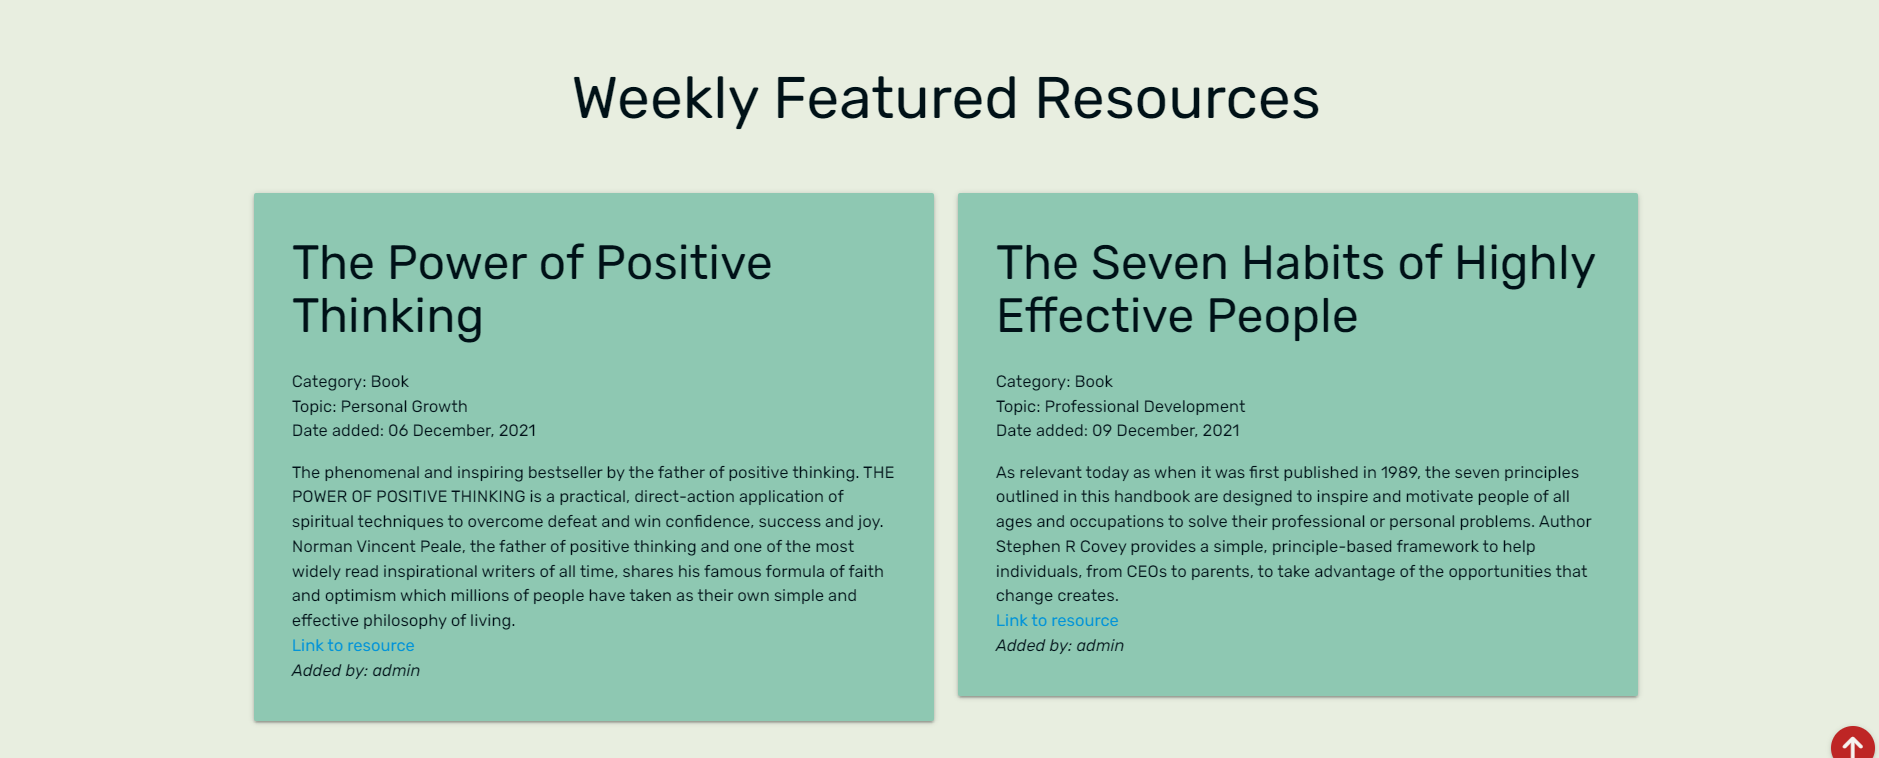 Weekly Featured Resources
The Power of Positive
Thinking
Category: Book
Topic: Personal Growth
Date added: 06 December, 2021
The phenomenal and inspiring bestseller by the father of positive thinking. THE
POWER OF POSITIVE THINKING is a practical, direct-action application of
spiritual techniques to overcome defeat and win confidence, success and joy.
Norman Vincent Peale, the father of positive thinking and one of the most
widely read inspirational writers of all time, shares his famous formula of faith
and optimism which millions of people have taken as their own simple and
effective philosophy of living.
Link to resource
Added by: admin
The Seven Habits of Highly
Effective People
Category: Book
Topic: Professional Development
Date added: 09 December, 2021
As relevant today as when it was first published in 1989, the seven principles
outlined in this handbook are designed to inspire and motivate people of all
ages and occupations to solve their professional or personal problems. Author
Stephen R Covey provides a simple, principle-based framework to help
individuals, from CEOs to parents, to take advantage of the opportunities that
change creates.
Link to resource
Added by: admin